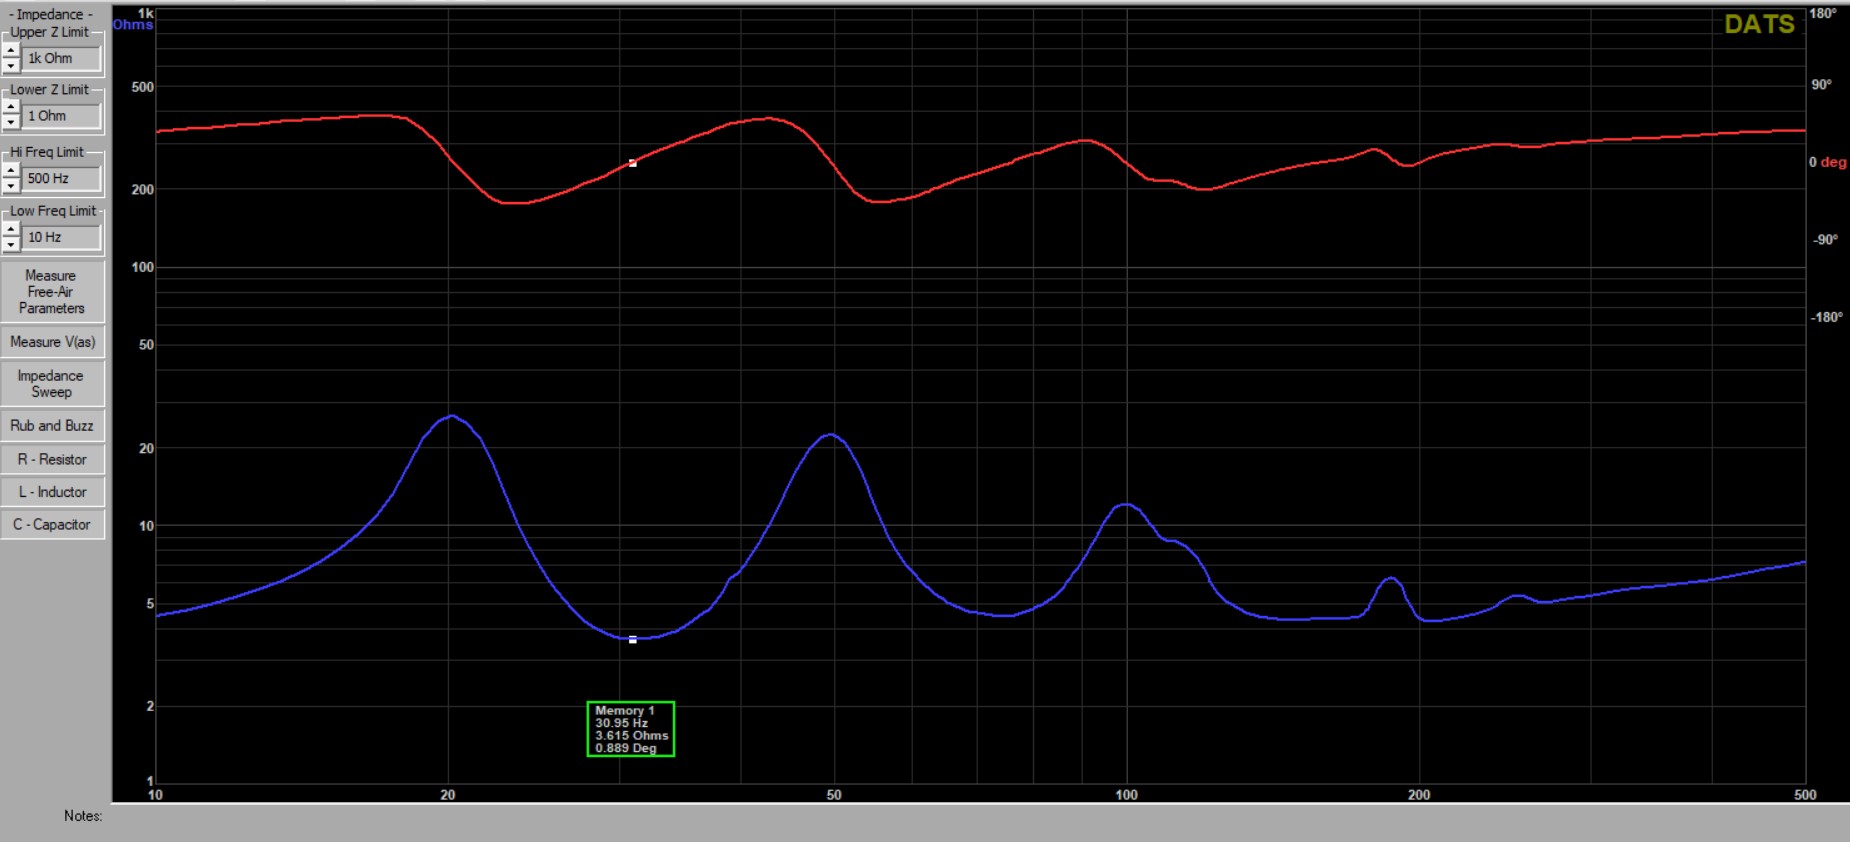 - Impedance -
Upper Z Limit
1k Ohm
Lower Z Limit
1 Ohm
Hi Freq Limit
500 Hz
Low Freq Limit
10 Hz
Measure
Free-Air
Parameters
Measure V(as)
Impedance
Sweep
Rub and Buzz
R - Resistor
L - Inductor
C - Capacitor
Notes:
1k
Ohms
500
200
100
50
20
10
5
2
1
10
20
50
100
200
500
DATS
180°
90°
0 deg
-90°
-180°
Memory 1
30.95 Hz
3.615 Ohms
0.889 Deg